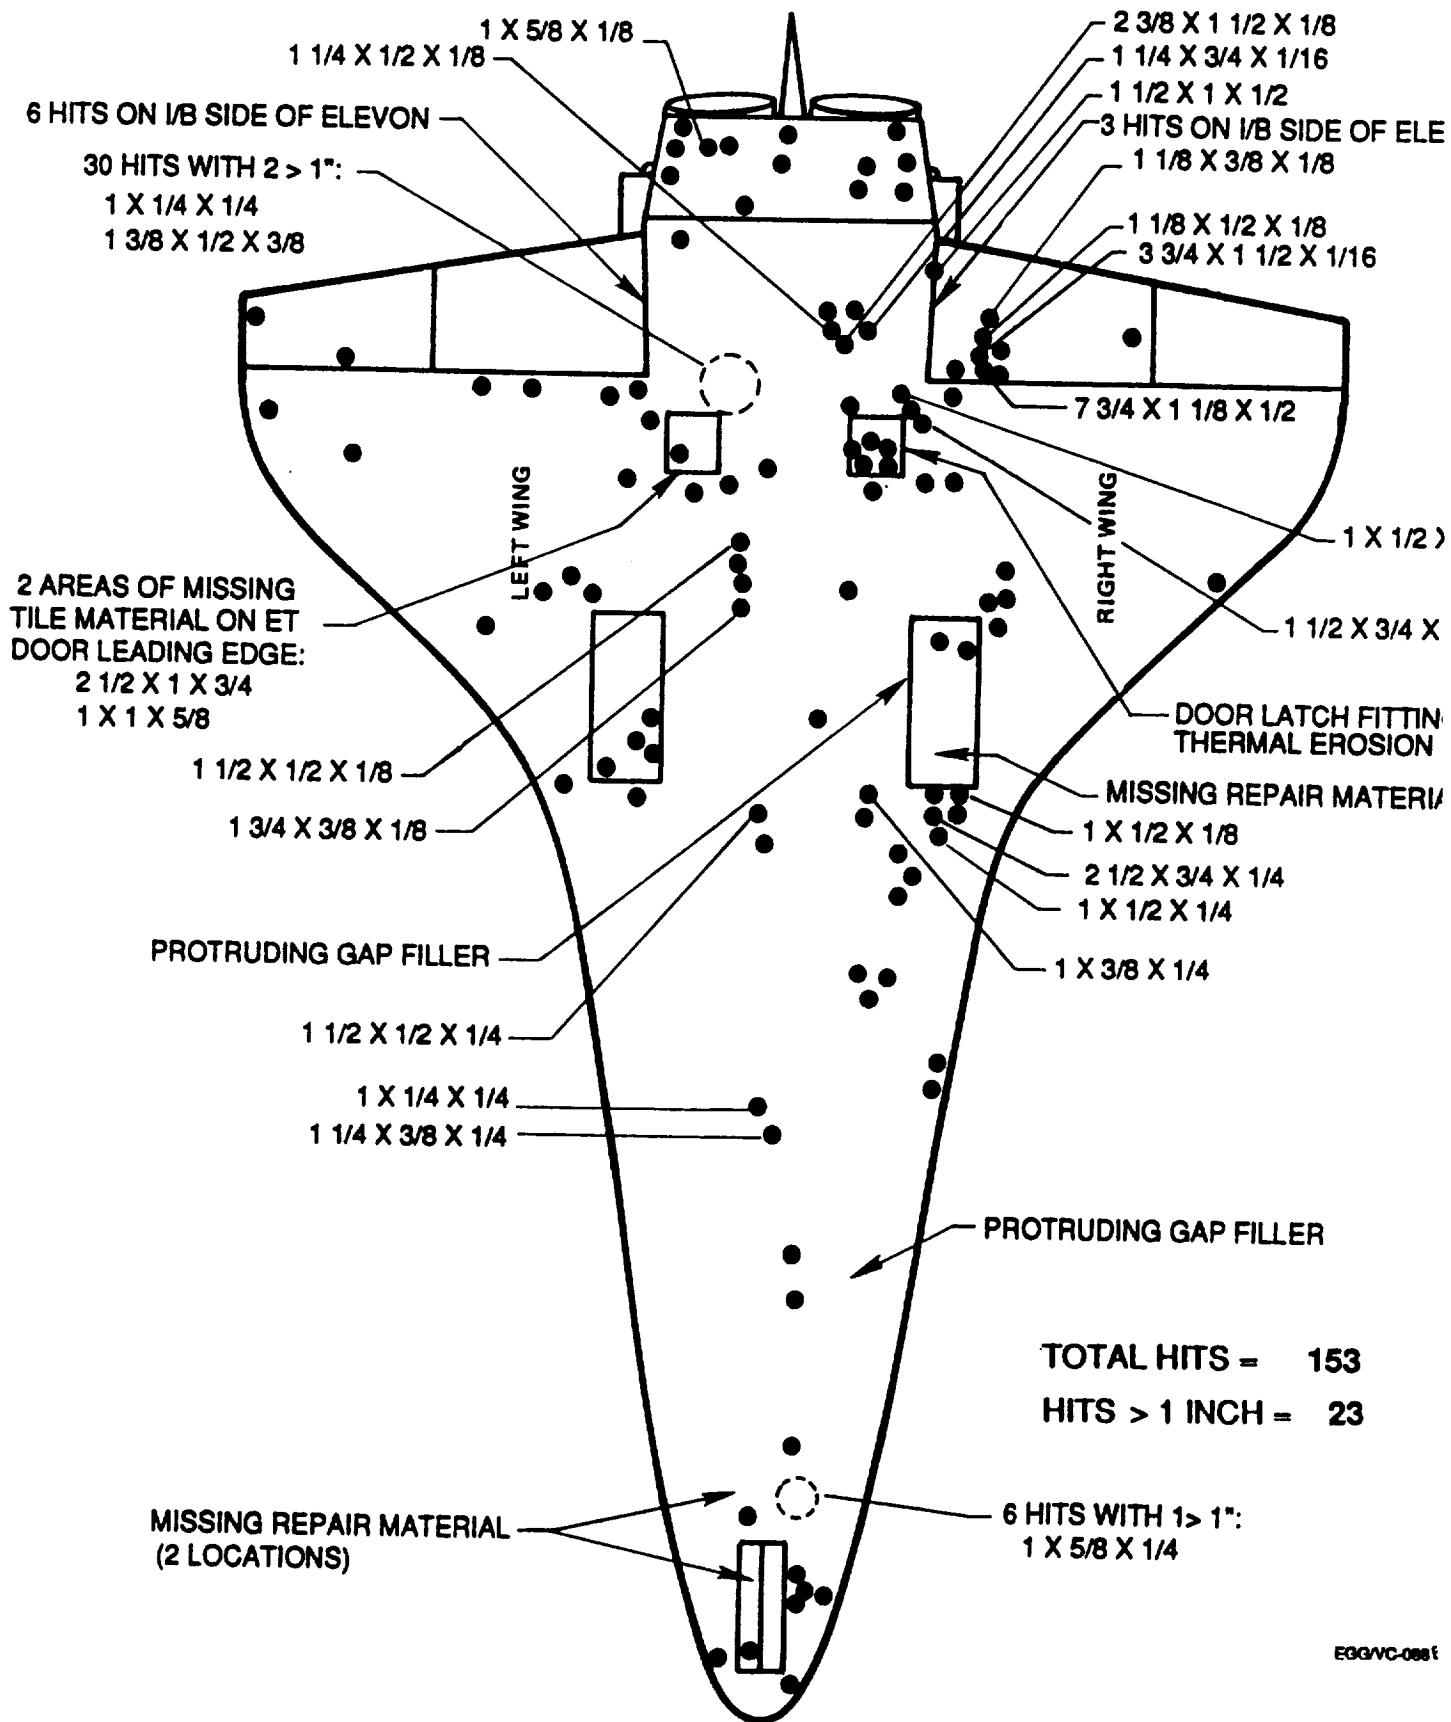 1 X 5/8 X 1/8
1 1/4 X 1/2 X 1/8
6 HITS ON I/B SIDE OF ELEVON
30 HITS WITH 2 > 1":
1 X 1/4 X 1/4
1 3/8 X 1/2 X 3/8
2 3/8 X 1 1/2 X 1/8
1 1/4 X 3/4 X 1/16
1 1/2 X 1 X 1/2
3 HITS ON I/B SIDE OF ELE
1 1/8 X 3/8 X 1/8
1 1/8 X 1/2 X 1/8
3 3/4 X 1 1/2 X 1/16
7 3/4 X 1 1/8 X 1/2
LEFT WING
RIGHT WING
1 X 1/2 X
2 AREAS OF MISSING
TILE MATERIAL ON ET
DOOR LEADING EDGE:
2 1/2 X 1 X 3/4
1 X 1 X 5/8
1 1/2 X 3/4 X
DOOR LATCH FITTIN
THERMAL EROSION
1 1/2 X 1/2 X 1/8
MISSING REPAIR MATERIA
1 3/4 X 3/8 X 1/8
1 X 1/2 X 1/8
2 1/2 X 3/4 X 1/4
1 X 1/2 X 1/4
PROTRUDING GAP FILLER
1 X 3/8 X 1/4
1 1/2 X 1/2 X 1/4
1 X 1/4 X 1/4
1 1/4 X 3/8 X 1/4
PROTRUDING GAP FILLER
TOTAL HITS = 153
HITS > 1 INCH = 23
MISSING REPAIR MATERIAL
(2 LOCATIONS)
6 HITS WITH 1> 1":
1 X 5/8 X 1/4